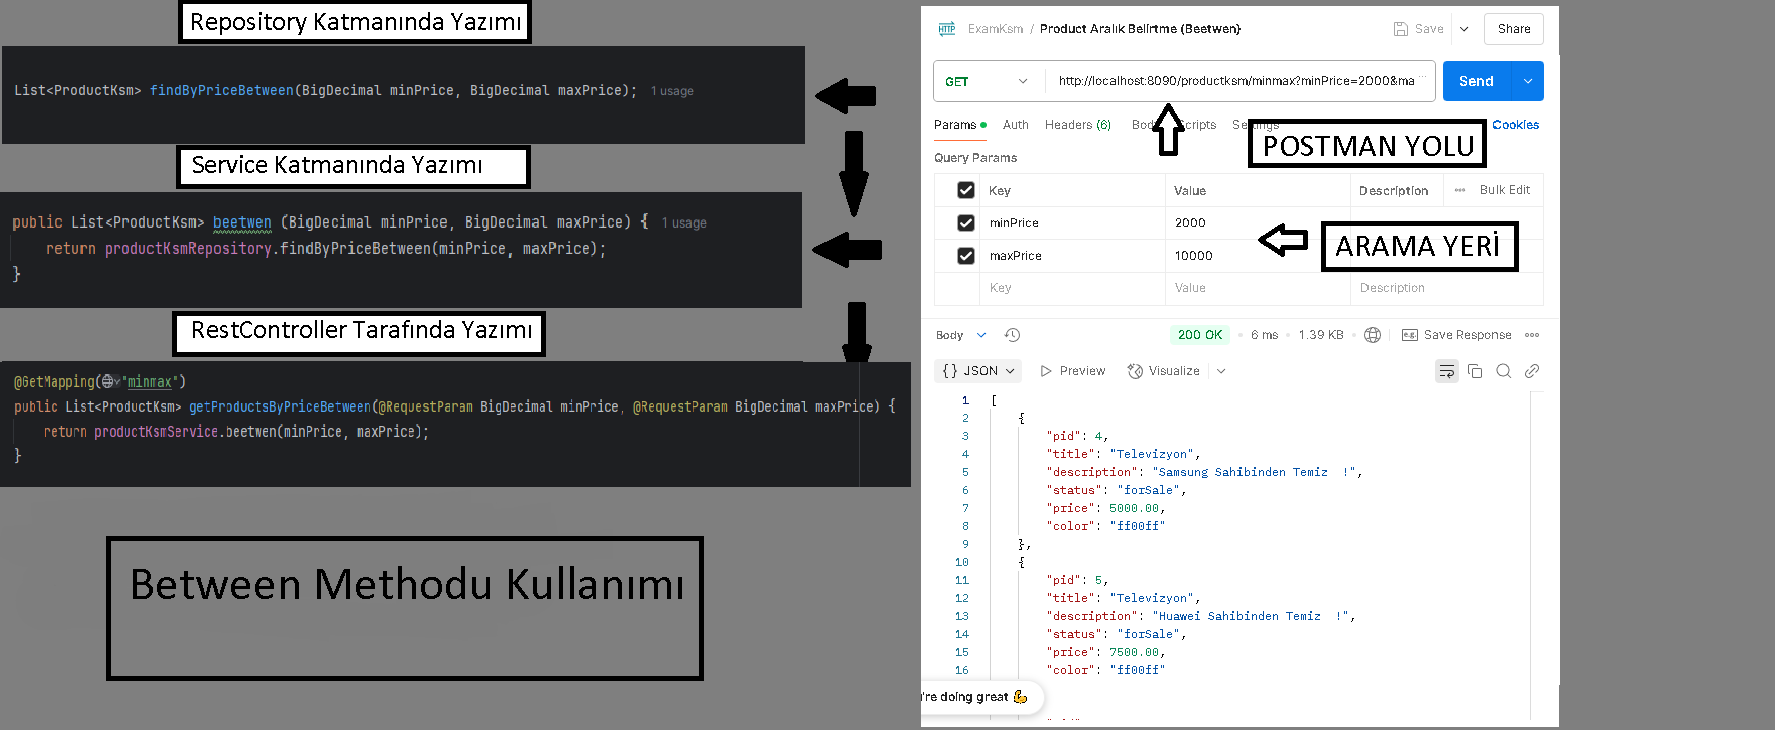 Repository Katmanında Yazımı
List<ProductKsm> findByPriceBetween(BigDecimal minPrice, BigDecimal maxPrice); 1 usage
Service Katmanında Yazımı
public List<ProductKsm> beetwen (BigDecimal minPrice, BigDecimal maxPrice) { 1 usage
return productKsmRepository.findByPriceBetween(minPrice, maxPrice);
}
RestController Tarafında Yazımı
@GetMapping("minmax")
public List<ProductKsm> getProductsByPriceBetween(@RequestParam BigDecimal minPrice, @RequestParam BigDecimal maxPrice) {
return productKsmService.beetwen(minPrice, maxPrice);
}
Between Methodu Kullanımı
HTTP ExamKsm / Product Aralık Belirtme (Beetwen} Save Share
GET http://localhost:8090/productksm/minmax?minPrice=2000&ma Send
Params Auth Headers (6) Body Scripts Settings Cookies
POSTMAN YOLU
Query Params
Key Value Description Bulk Edit
minPrice 2000
maxPrice 10000
ARAMA YERİ
Key Value Description
Body 200 OK 6 ms 1.39 KB Save Response
{} JSON Preview Visualize
1 [
2 {
3 "pid": 4,
4 "title": "Televizyon",
5 "description": "Samsung Sahibinden Temiz  !",
6 "status": "forSale",
7 "price": 5000.00,
8 "color": "ff00ff"
9 },
10 {
11 "pid": 5,
12 "title": "Televizyon",
13 "description": "Huawei Sahibinden Temiz  !",
14 "status": "forSale",
15 "price": 7500.00,
16 "color": "ff00ff"
're doing great